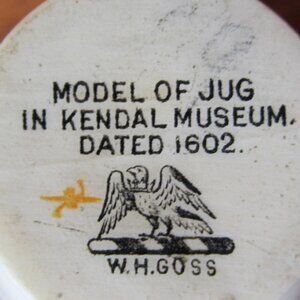 MODEL OF JUG
IN KENDAL MUSEUM.
DATED 1602.
W.H.GOSS